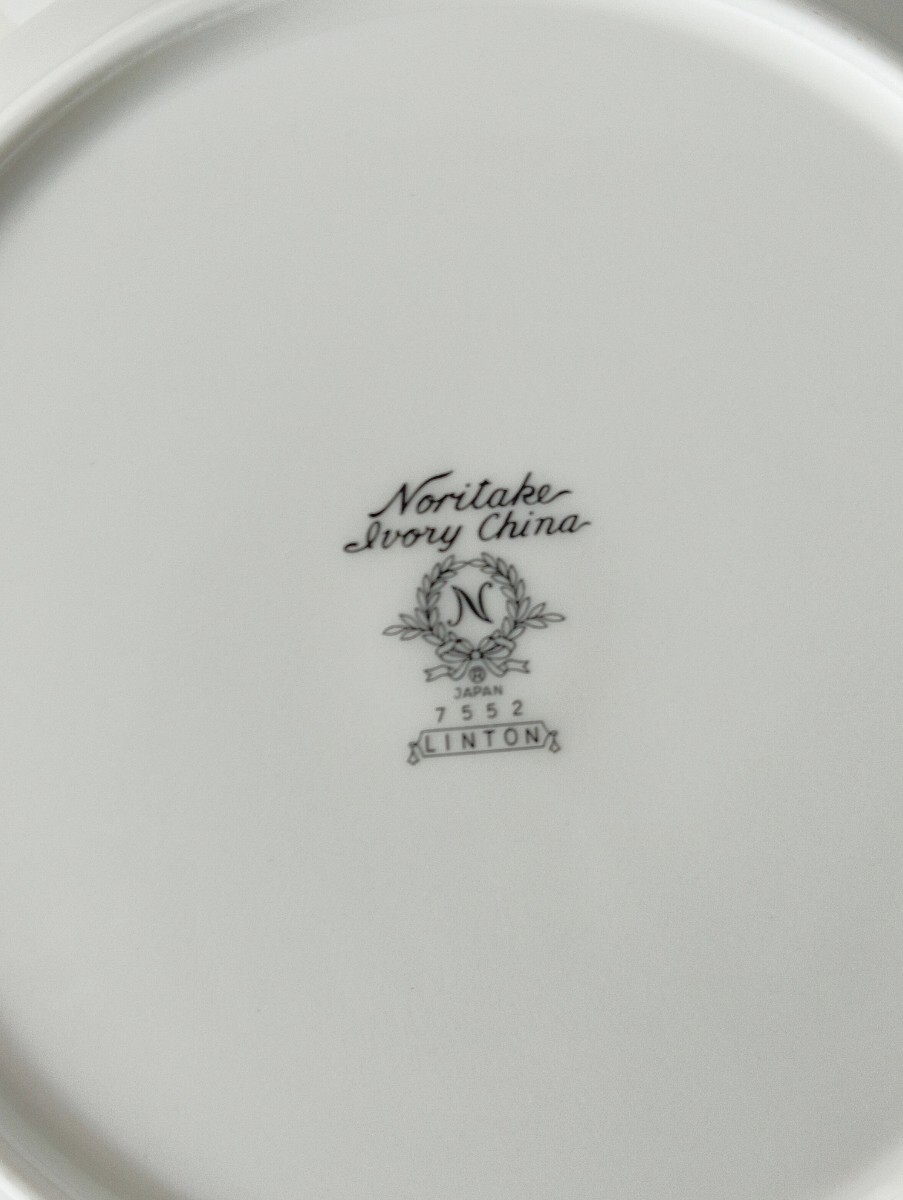 Noritake
Ivory China
N
®
JAPAN
7552
LINTON